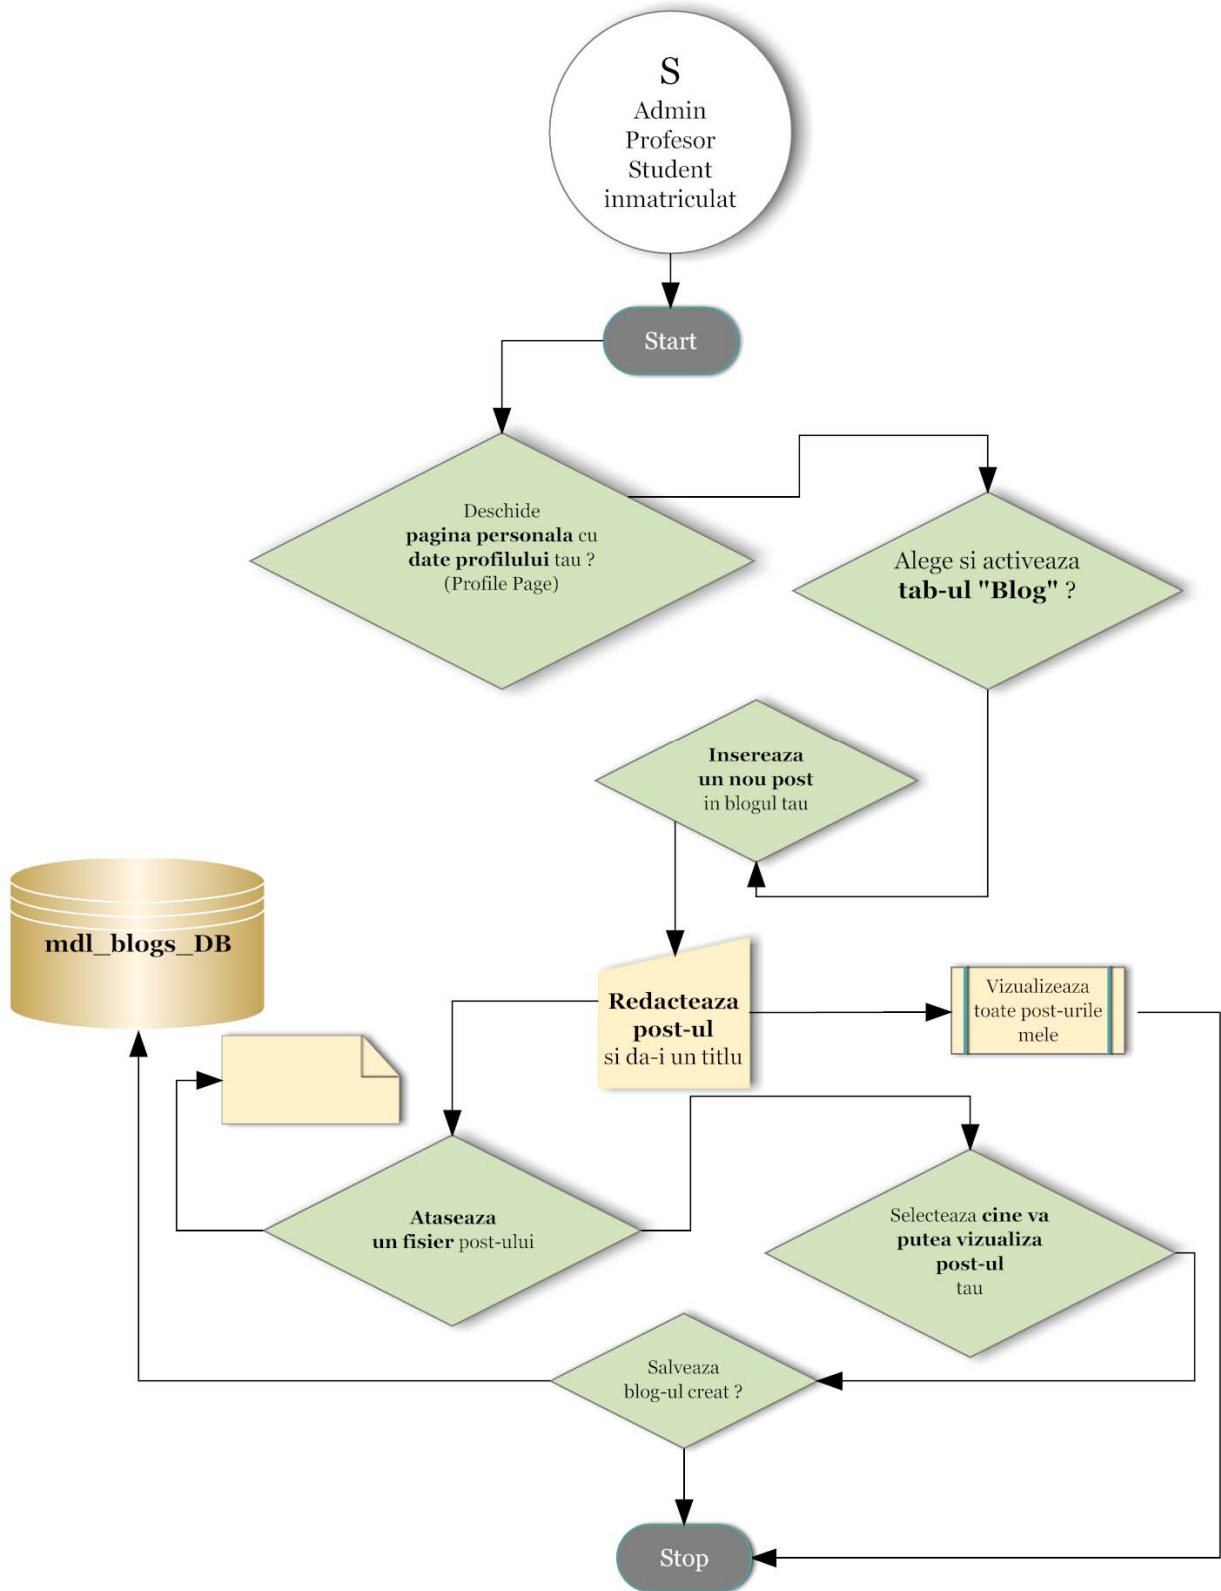 S
Admin
Profesor
Student
inmatriculat
Start
Deschide
pagina personala cu
date profilului tau ?
(Profile Page)
Alege si activeaza
tab-ul "Blog" ?
Insereaza
un nou post
in blogul tau
mdl_blogs_DB
Redacteaza
post-ul
si da-i un titlu
Vizualizeaza
toate post-urile
mele
Ataseaza
un fisier post-ului
Selecteaza cine va
putea vizualiza
post-ul
tau
Salveaza
blog-ul creat ?
Stop